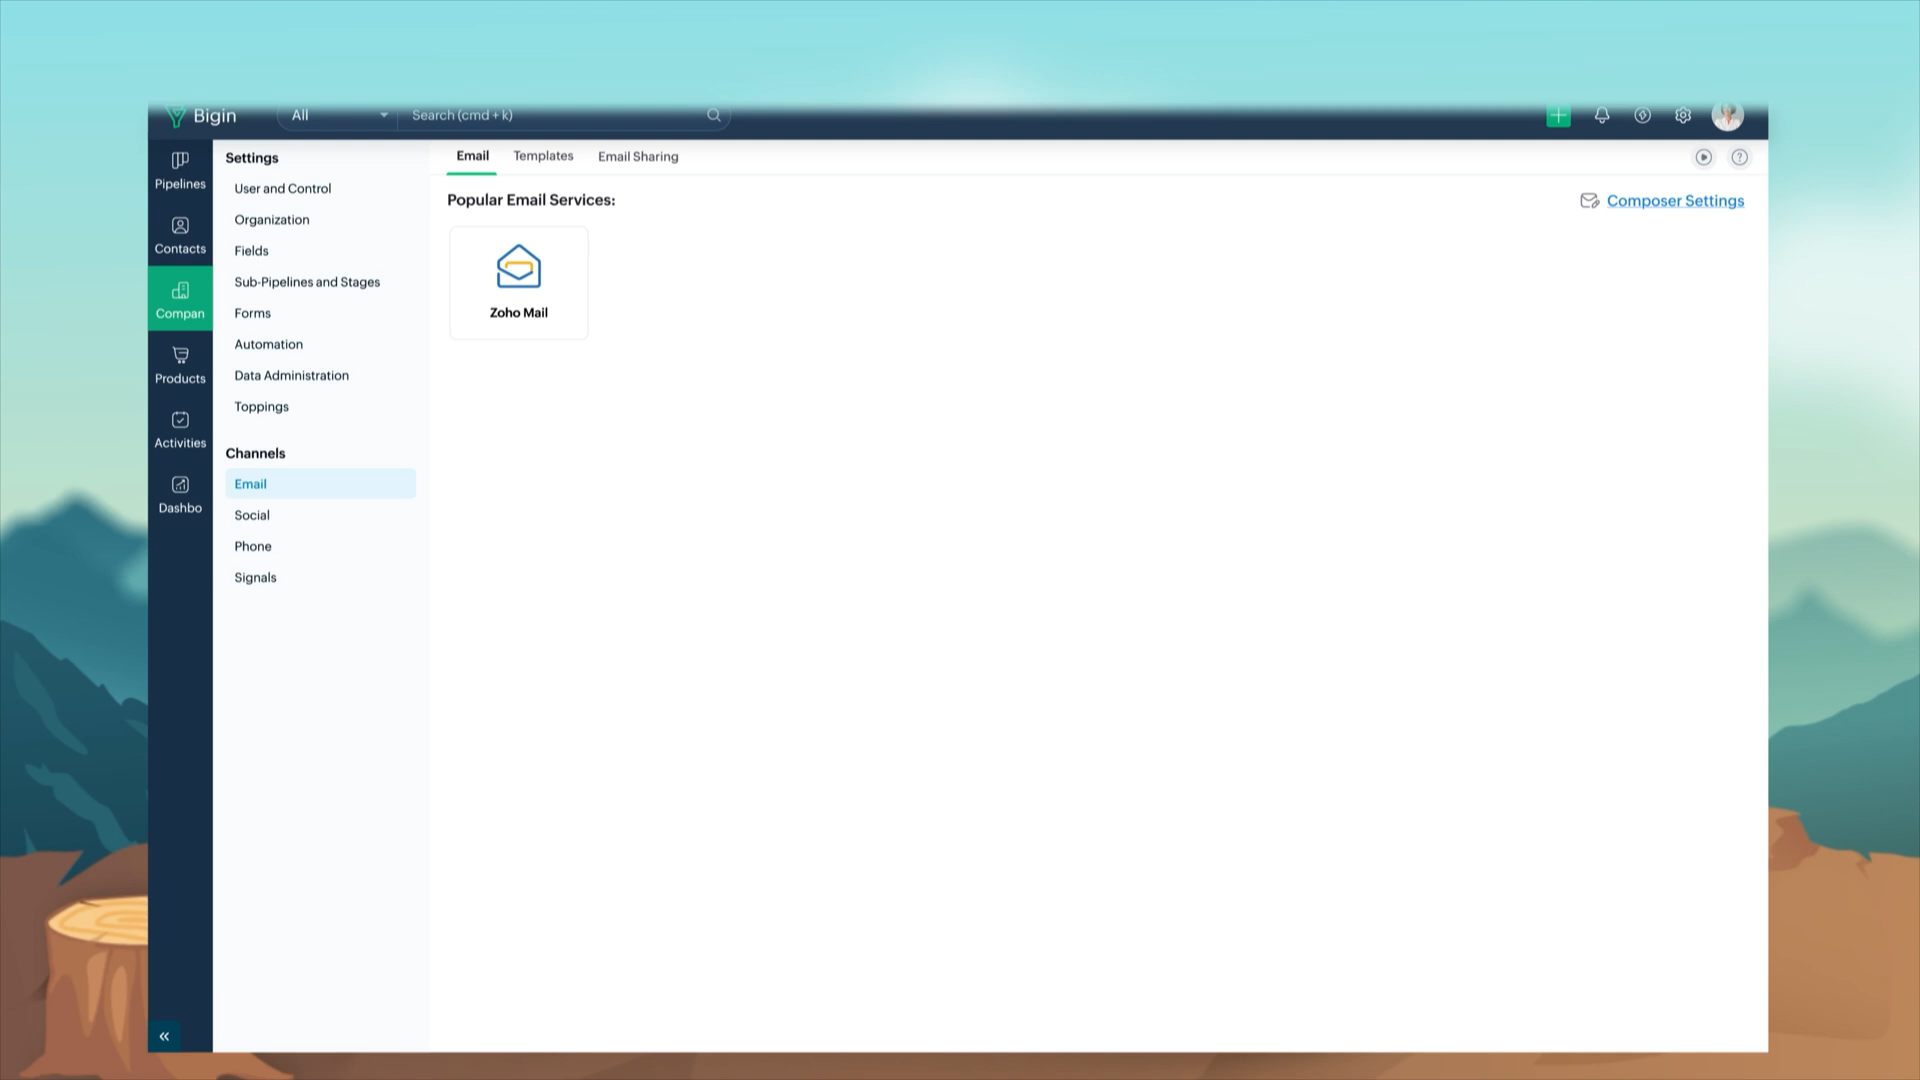 Bigin
All
Search (cmd + k)
Pipelines
Contacts
Compan
Products
Activities
Dashbo
Settings
User and Control
Organization
Fields
Sub-Pipelines and Stages
Forms
Automation
Data Administration
Toppings
Channels
Email
Social
Phone
Signals
Email Templates Email Sharing
Popular Email Services:
Composer Settings
Zoho Mail